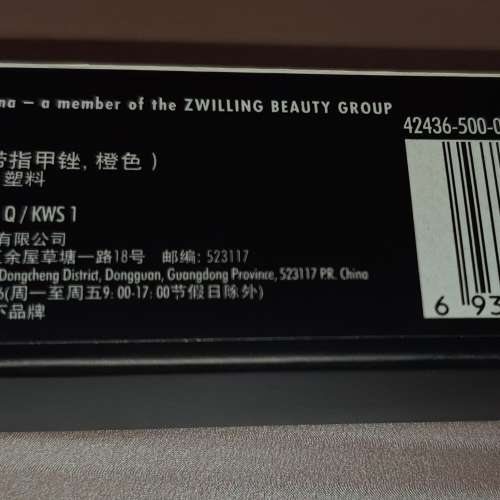 na – a member of the ZWILLING BEAUTY GROUP
42436-500-0
带指甲锉, 橙色 )
塑料
Q / KWS 1
有限公司
余屋草塘一路18号 邮编: 523117
Dongcheng District, Dongguan, Guangdong Province, 523117 PR. China
6(周一至周五9: 00-17: 00节假日除外)
下品牌
6 93